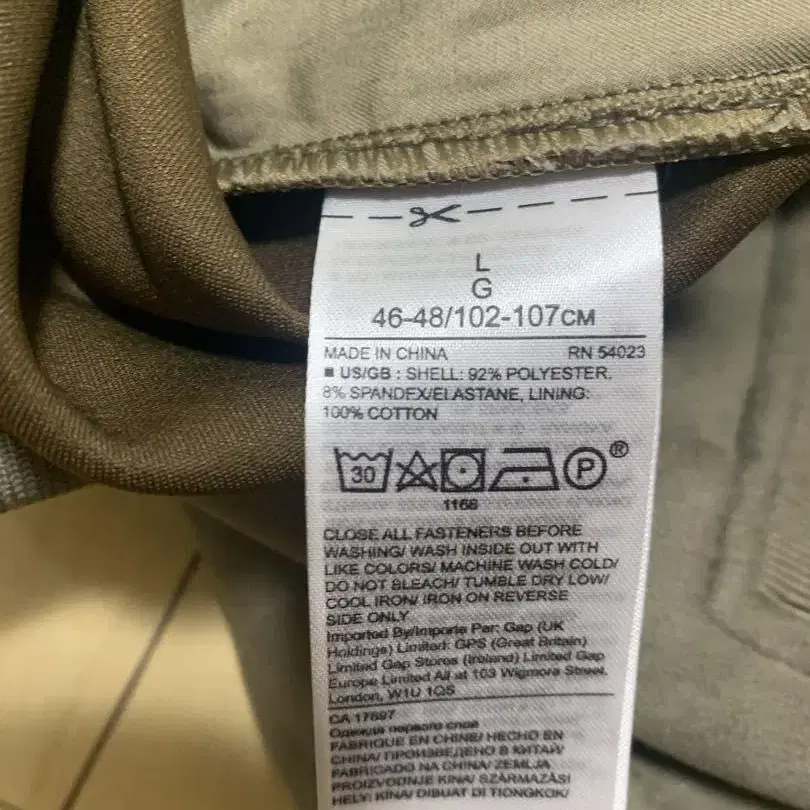 L
G
46-48/102-107CM
MADE IN CHINA RN 54023
■ US/GB : SHELL: 92% POLYESTER,
8% SPANDEX/ELASTANE, LINING:
100% COTTON
30 P®
1166
CLOSE ALL FASTENERS BEFORE
WASHING/ WASH INSIDE OUT WITH
LIKE COLORS/ MACHINE WASH COLD/
DO NOT BLEACH/ TUMBLE DRY LOW/
COOL IRON/ IRON ON REVERSE
SIDE ONLY
Imported By/Importe Par: Gap (UK
Holdings) Limited: GPS (Great Britain)
Limited Gap Stores (Ireland) Limited Gap
Europe Limited All at 103 Wigmore Street,
London, W1U 1QS
CA 17897
Одежда первого слоя
FABRIQUE EN CHINE/ HECHO EN
CHINA/ ПРОИЗВЕДЕНО В КИТАЙ/
FABRICADO NA CHINA/ ZEMLJA
PROIZVODNJE KINA/ SZÁRMAZÁSI
HELY: KINA/ DIBUAT DI TIONGKOK/